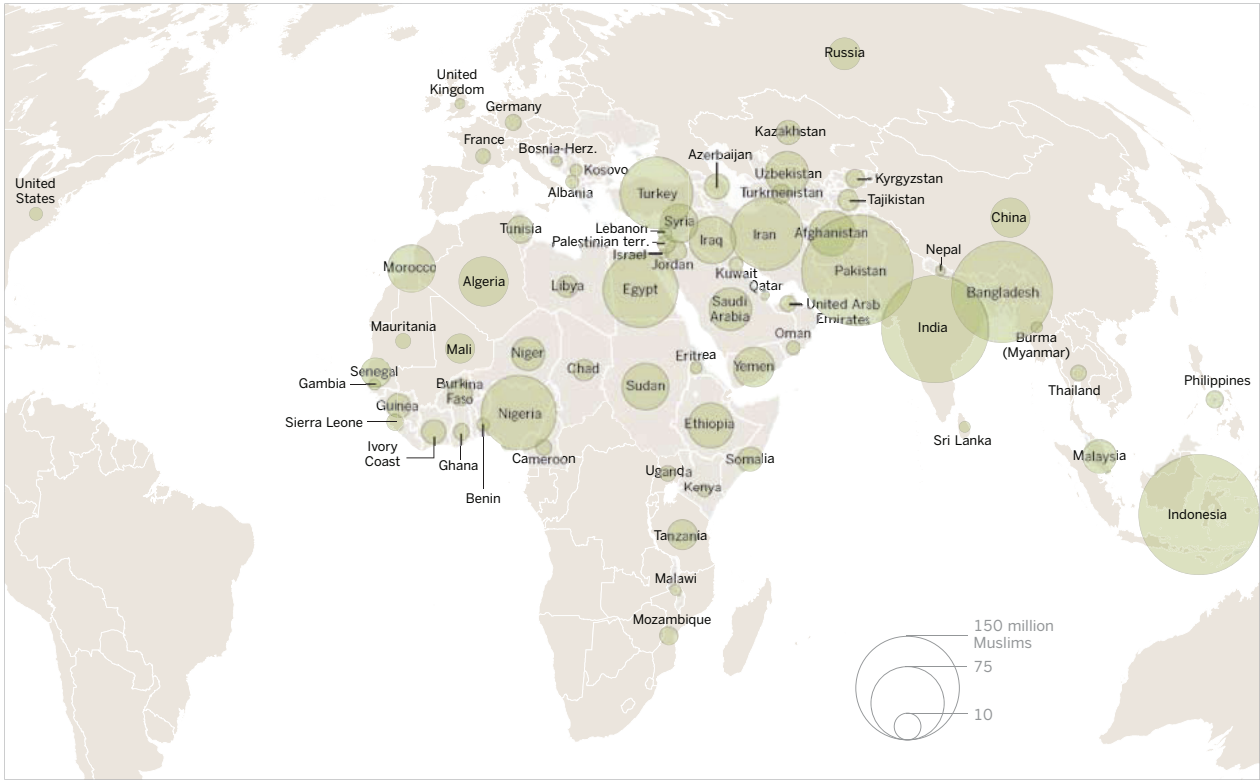 Russia
United
Kingdom
Germany
France
Bosnia-Herz.
Kosovo
Albania
Kazakhstan
Azerbaijan
Uzbekistan
Turkmenistan
Kyrgyzstan
Tajikistan
United
States
Turkey
Syria
Lebanon
Palestinian terr.
Israel
Jordan
Iraq
Iran
Afghanistan
China
Tunisia
Morocco
Algeria
Libya
Egypt
Kuwait
Qatar
Saudi
Arabia
United Arab
Emirates
Oman
Pakistan
Nepal
India
Bangladesh
Burma
(Myanmar)
Thailand
Philippines
Mauritania
Mali
Niger
Chad
Sudan
Eritrea
Yemen
Senegal
Gambia
Guinea
Sierra Leone
Burkina
Faso
Ivory
Coast
Ghana
Benin
Nigeria
Cameroon
Ethiopia
Somalia
Uganda
Kenya
Tanzania
Malawi
Mozambique
Sri Lanka
Malaysia
Indonesia
150 million
Muslims
75
10